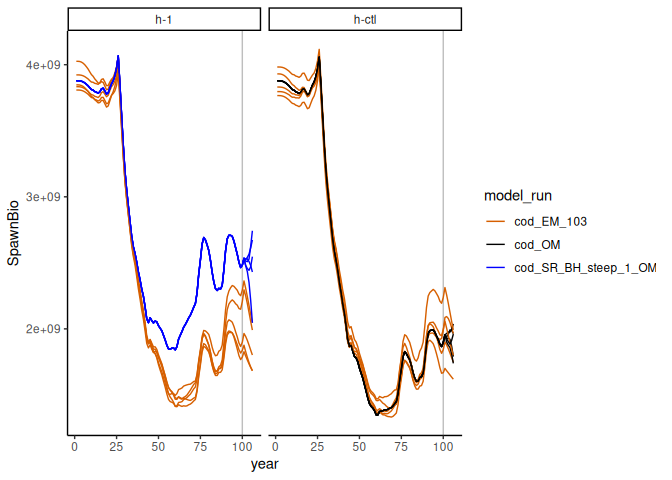 h-1
h-ctl
4e+09
3e+09
2e+09
SpawnBio
0 25 50 75 100
0 25 50 75 100
year
model_run
cod_EM_103
cod_OM
cod_SR_BH_steep_1_OM